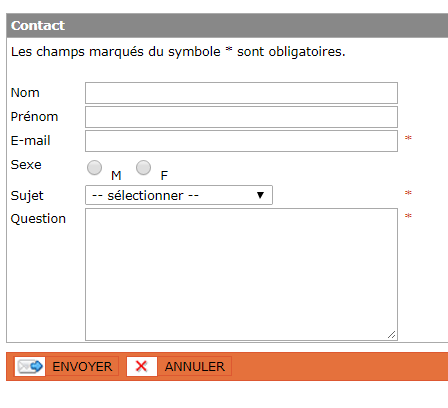 Contact
Les champs marqués du symbole * sont obligatoires.
Nom
Prénom
E-mail *
Sexe M F
Sujet -- sélectionner -- *
Question *
ENVOYER ANNULER